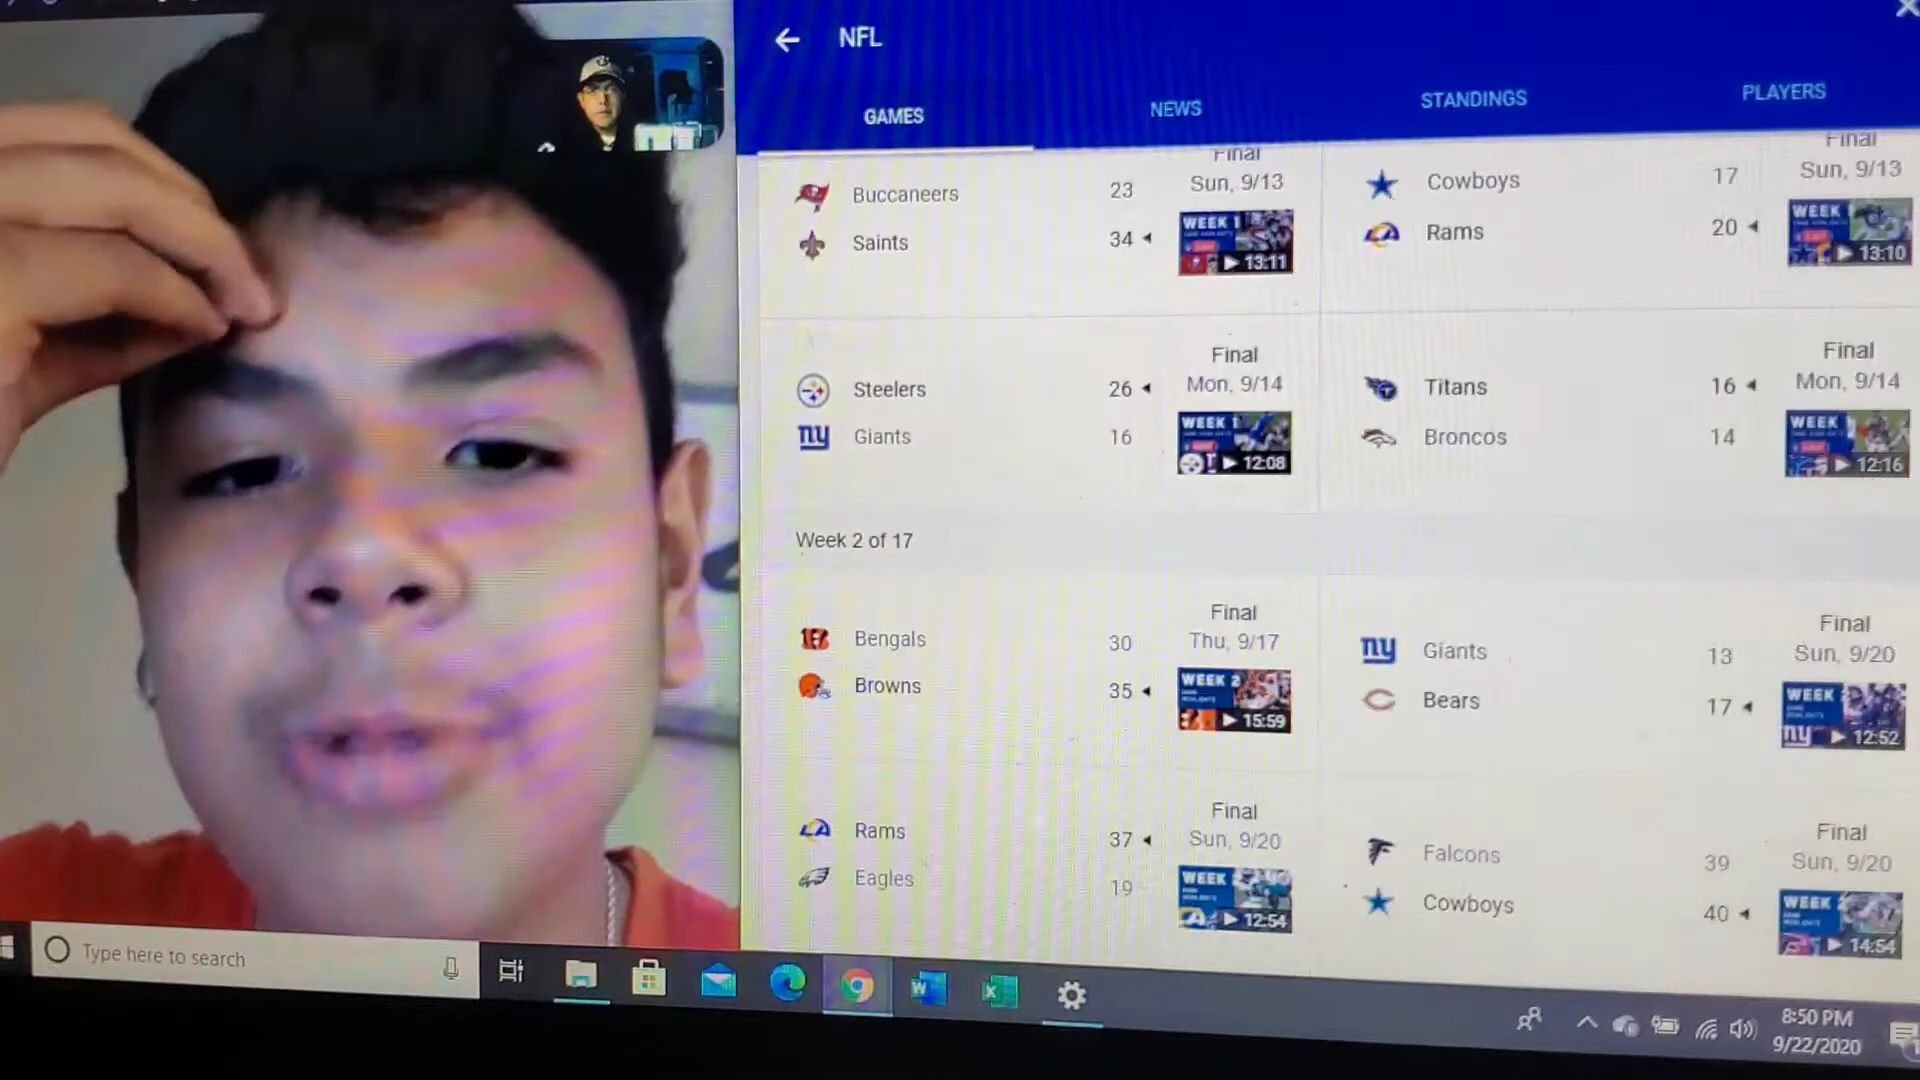 NFL
GAMES
NEWS
STANDINGS
PLAYERS
Final
Sun, 9/13
Buccaneers 23
Saints 34
WEEK 1
13:11
Final
Sun, 9/13
Cowboys 17
Rams 20
WEEK
13:10
Final
Mon, 9/14
Steelers 26
ny Giants 16
WEEK 1
12:08
Final
Mon, 9/14
Titans 16
Broncos 14
WEEK
12:16
Week 2 of 17
Final
Thu, 9/17
Bengals 30
Browns 35
WEEK 2
15:59
Final
Sun, 9/20
ny Giants 13
Bears 17
WEEK
ny
12:52
Final
Sun, 9/20
Rams 37
Eagles 19
WEEK
12:54
Final
Sun, 9/20
Falcons 39
Cowboys 40
WEEK
14:54
Type here to search
8:50 PM
9/22/2020